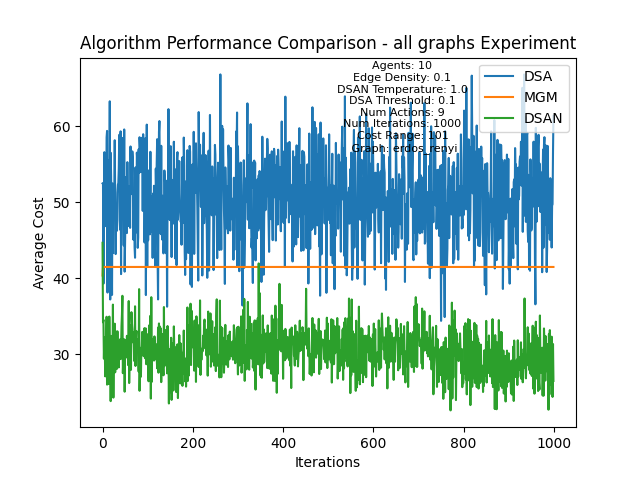 Algorithm Performance Comparison - all graphs Experiment
Agents: 10
Edge Density: 0.1
DSAN Temperature: 1.0
DSA Threshold: 0.1
Num Actions: 9
Num Iterations: 1000
Cost Range: 101
Graph: erdos_renyi
DSA
MGM
DSAN
Average Cost
60
50
40
30
0 200 400 600 800 1000
Iterations